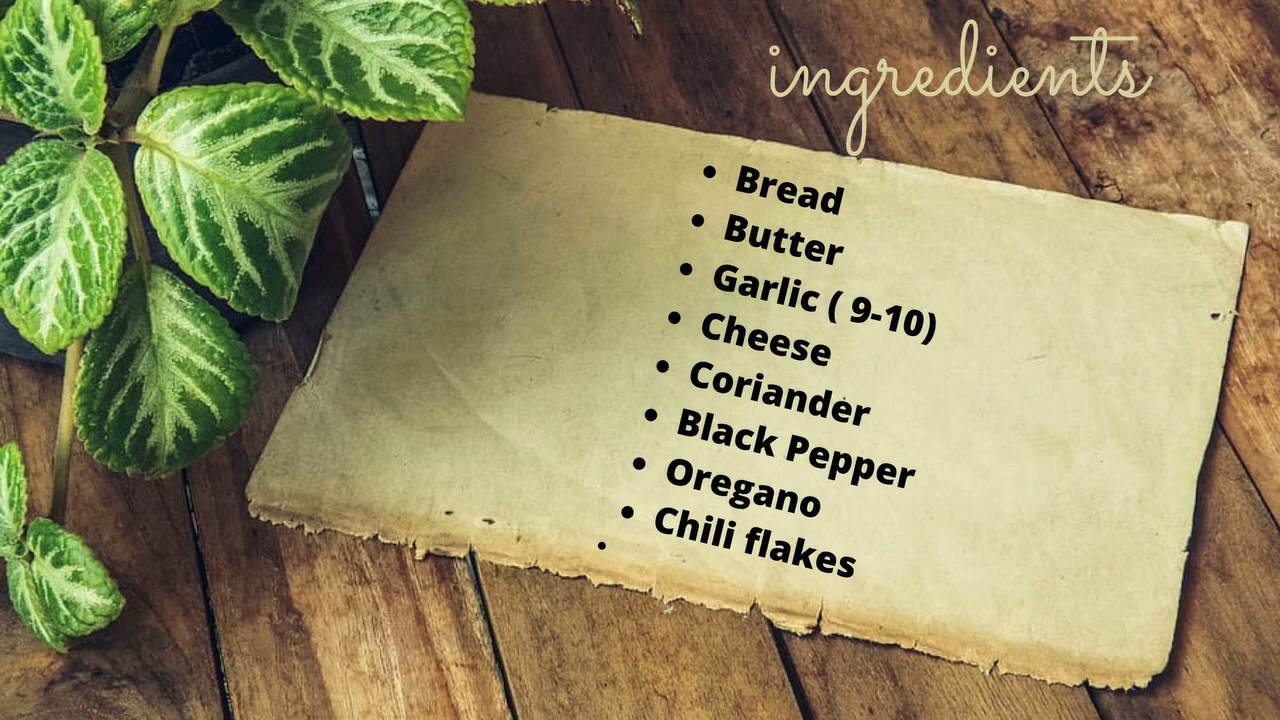 ingredients
• Bread
• Butter
• Garlic ( 9-10)
• Cheese
• Coriander
• Black Pepper
• Oregano
• Chili flakes
•